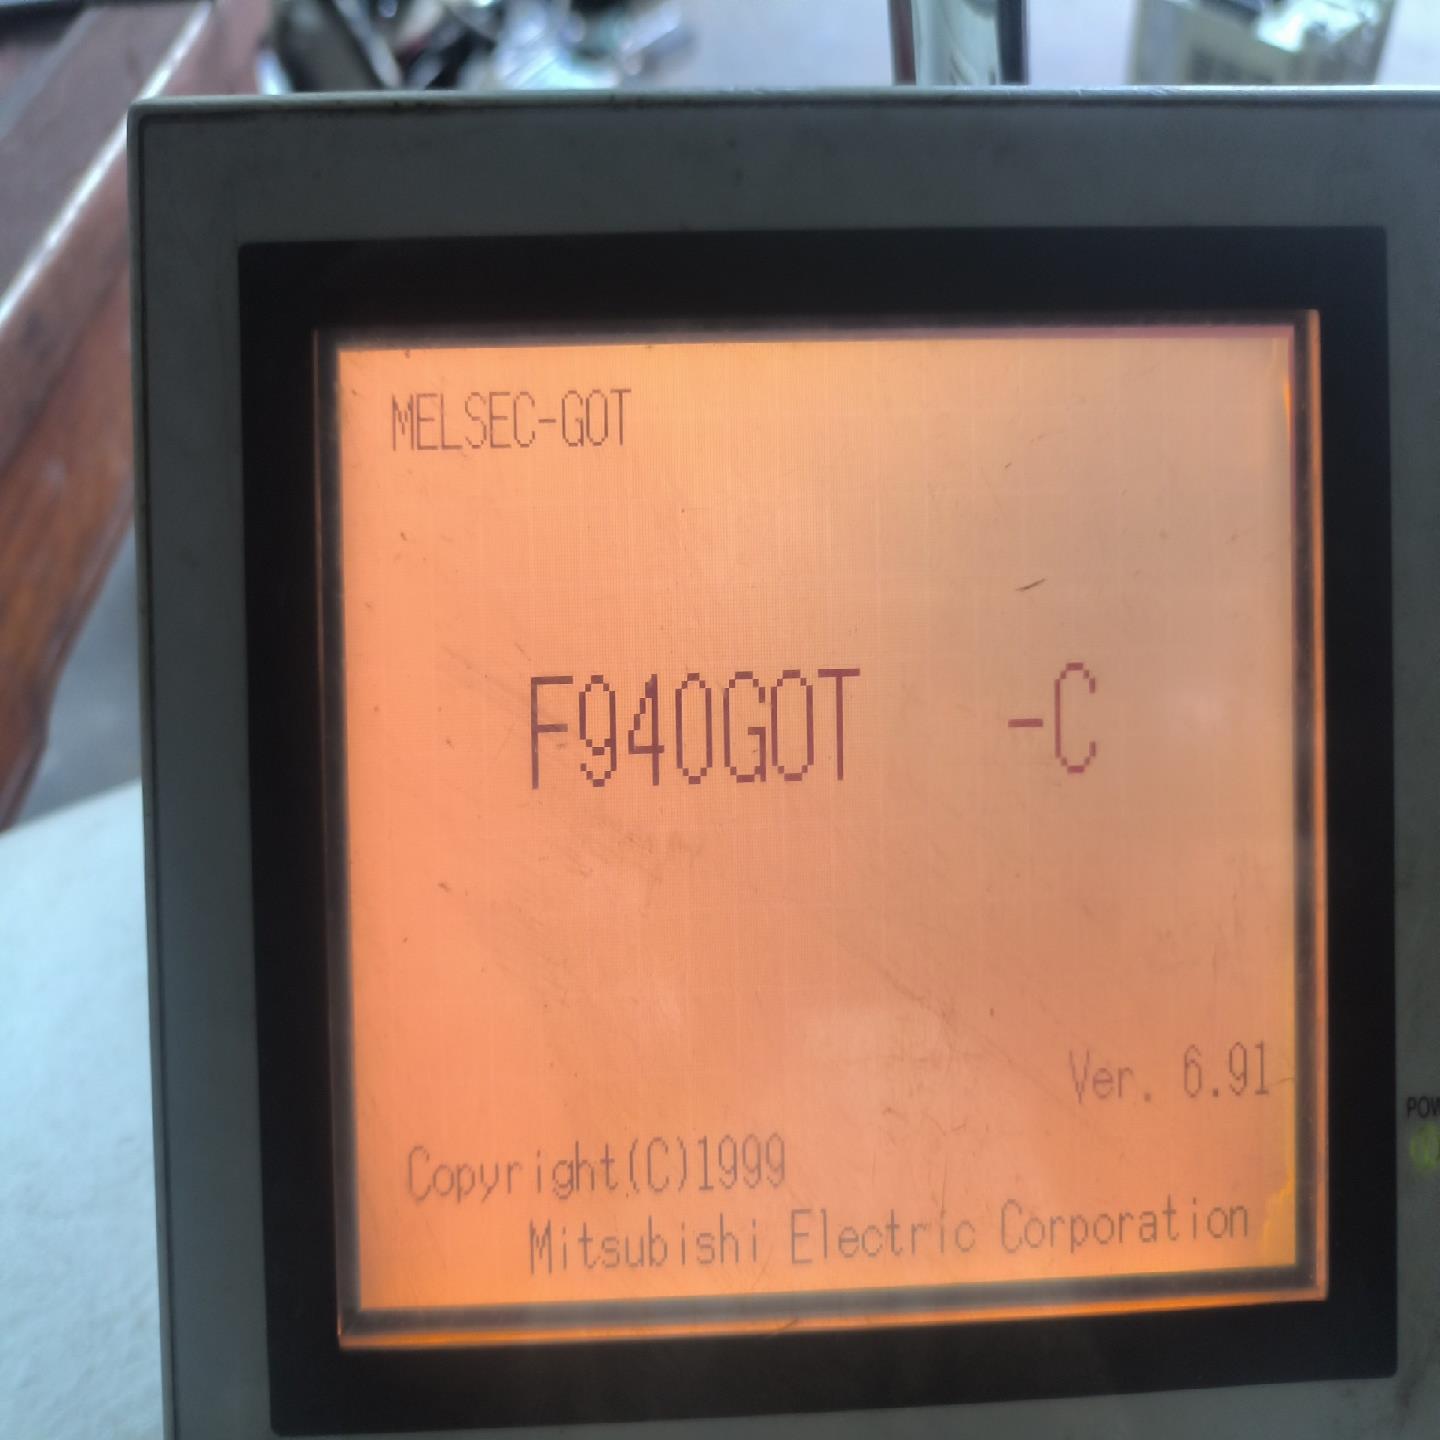 MELSEC-GOT
F940GOT -C
Ver. 6.91
Copyright(C)1999
Mitsubishi Electric Corporation